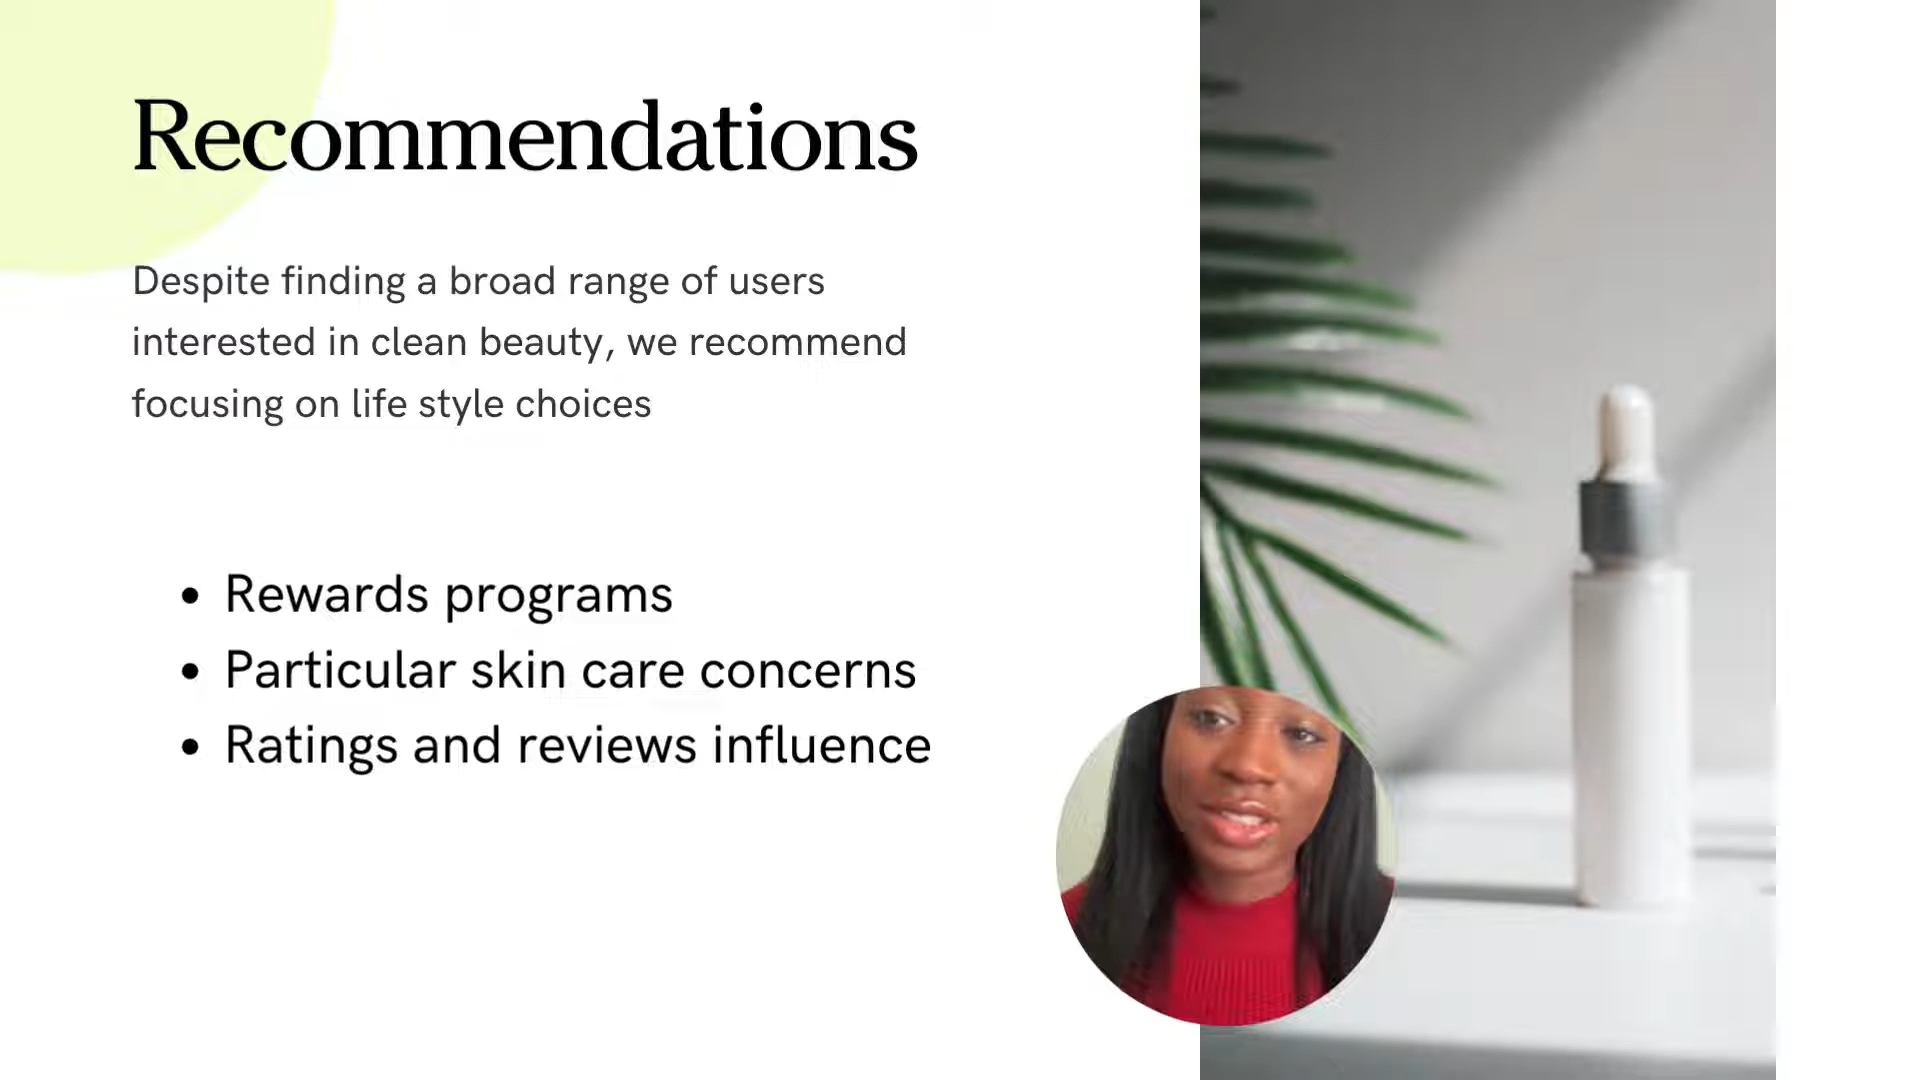 Recommendations
Despite finding a broad range of users
interested in clean beauty, we recommend
focusing on life style choices
• Rewards programs
• Particular skin care concerns
• Ratings and reviews influence